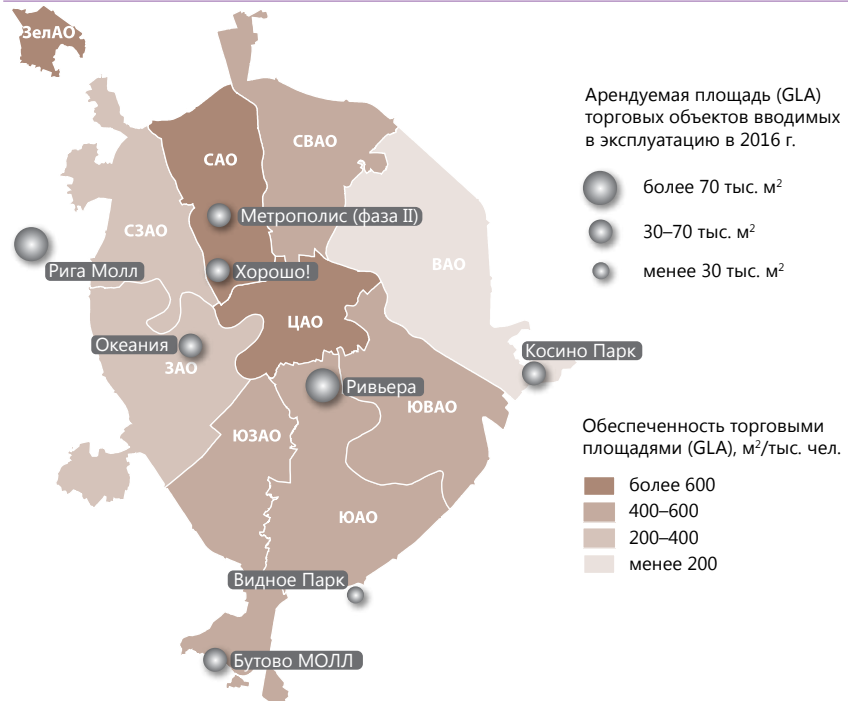 ЗелАО
САО
СВАО
Метрополис (фаза II)
СЗАО
ВАО
Рига Молл
Хорошо!
ЦАО
Океания
ЗАО
Косино Парк
Ривьера
ЮВАО
ЮЗАО
ЮАО
Видное Парк
Бутово МОЛЛ
Арендуемая площадь (GLA)
торговых объектов вводимых
в эксплуатацию в 2016 г.
более 70 тыс. м²
30–70 тыс. м²
менее 30 тыс. м²
Обеспеченность торговыми
площадями (GLA), м²/тыс. чел.
более 600
400–600
200–400
менее 200